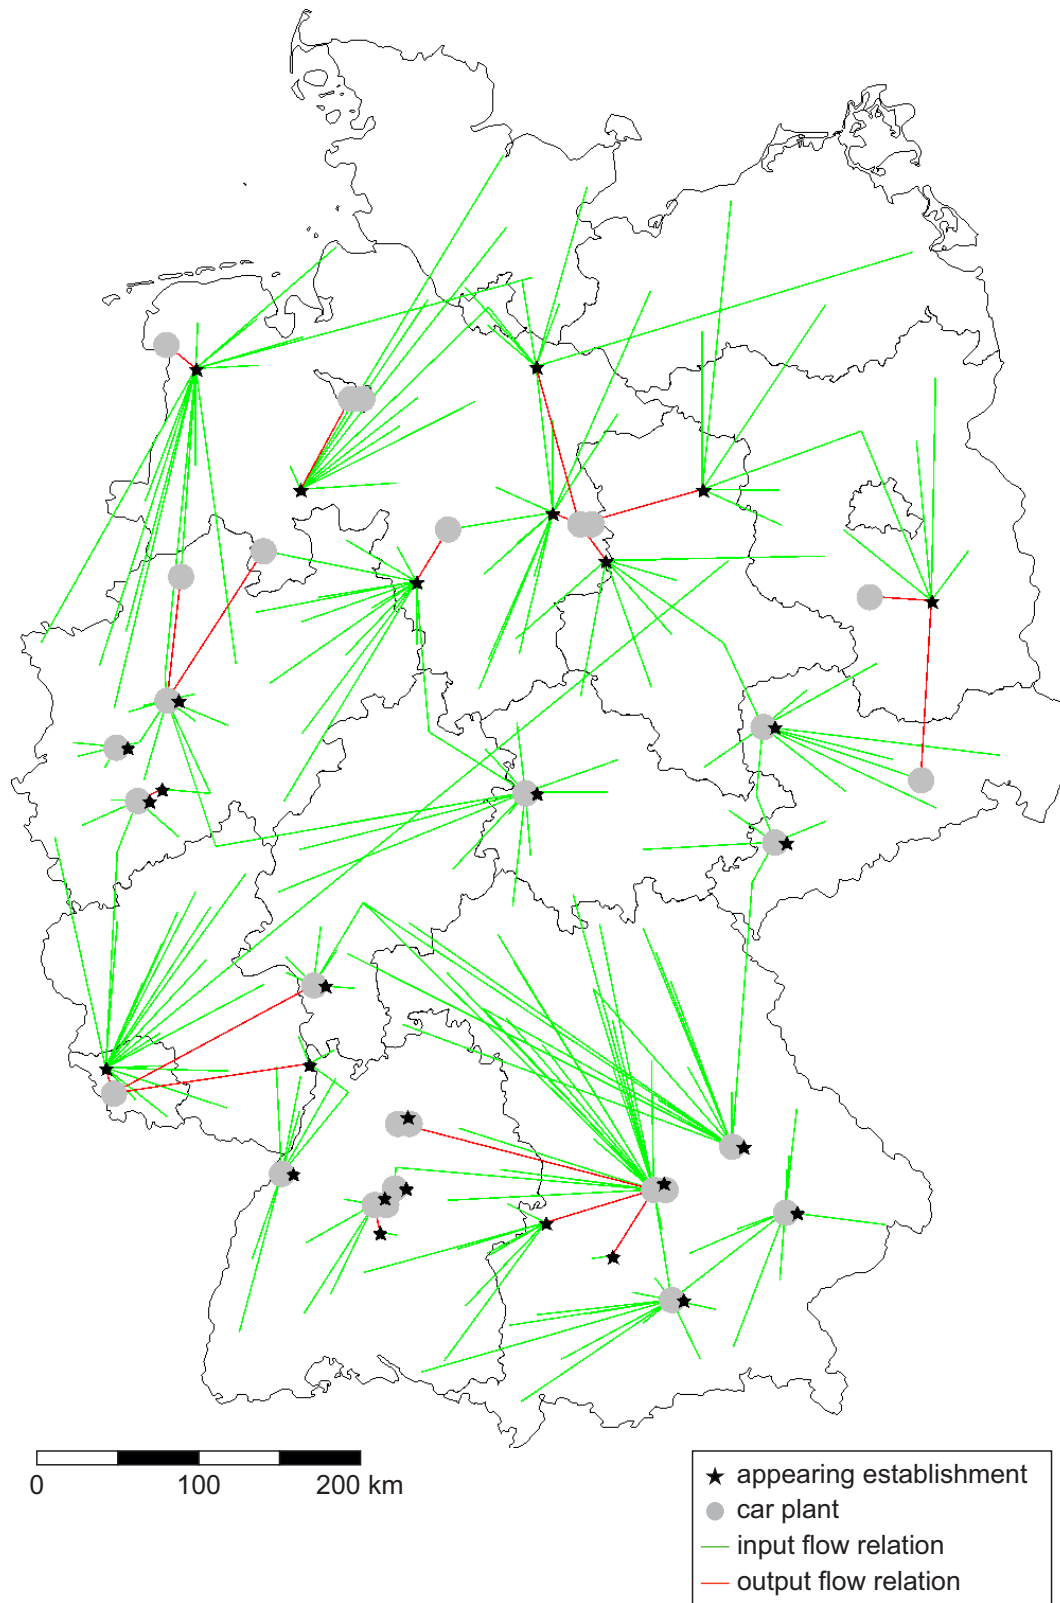 0 100 200 km
appearing establishment
car plant
input flow relation
output flow relation